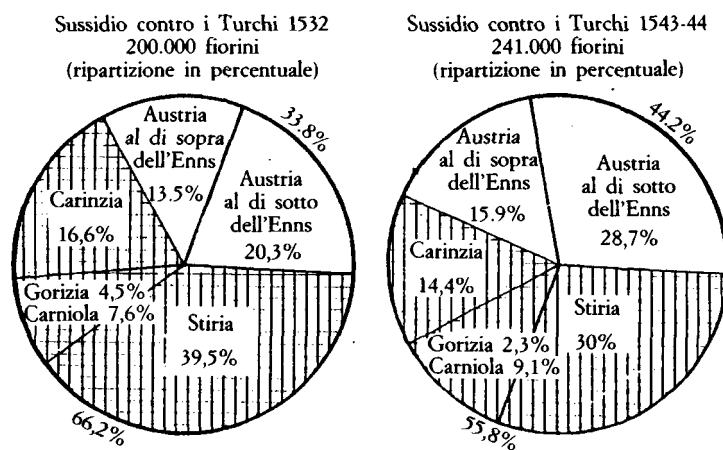 Sussidio contro i Turchi 1532
200.000 fiorini
(ripartizione in percentuale)
33.8%
Austria
al di sopra
dell'Enns
13.5%
Austria
al di sotto
dell'Enns
20,3%
Carinzia
16,6%
Gorizia 4,5%
Carniola 7,6%
Stiria
39,5%
66,2%
Sussidio contro i Turchi 1543-44
241.000 fiorini
(ripartizione in percentuale)
44.2%
Austria
al di sopra
dell'Enns
15.9%
Austria
al di sotto
dell'Enns
28,7%
Carinzia
14,4%
Gorizia 2,3%
Carniola 9,1%
Stiria
30%
55,8%